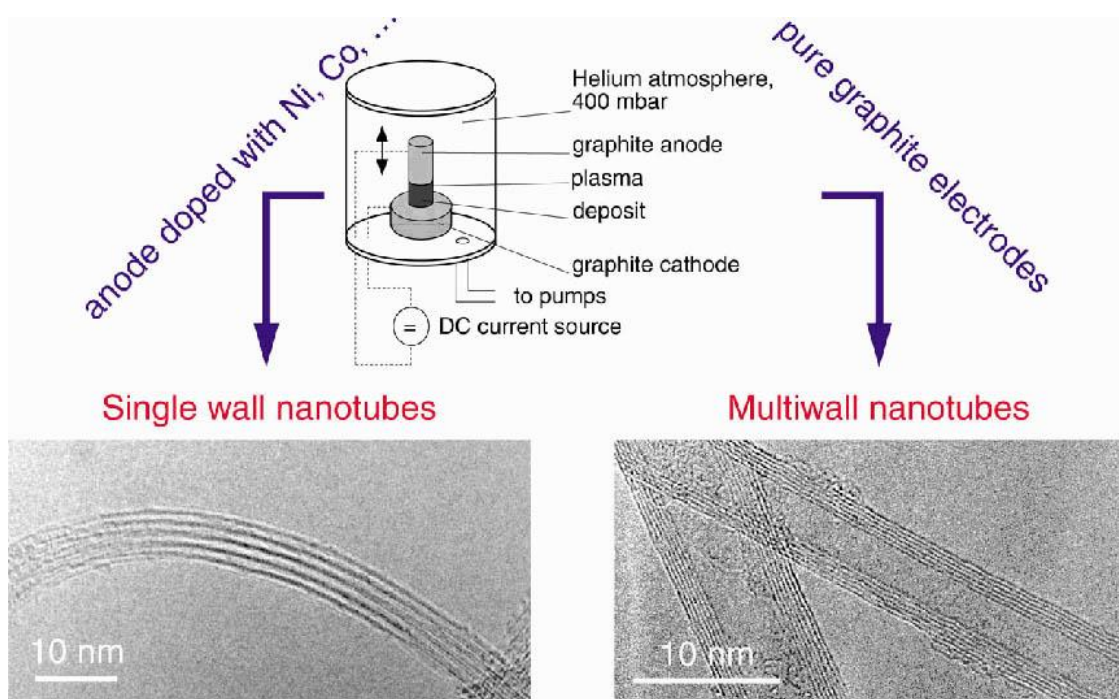 anode doped with Ni, Co, ...
pure graphite electrodes
Helium atmosphere,
400 mbar
graphite anode
plasma
deposit
graphite cathode
to pumps
= DC current source
Single wall nanotubes
Multiwall nanotubes
10 nm
10 nm